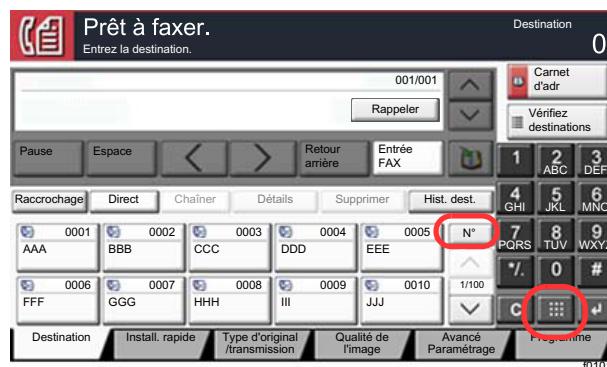 Prêt à faxer.
Entrez la destination.
Destination
0
001/001
Rappeler
Carnet
d'adr
Vérifiez
destinations
Pause
Espace
Retour
arrière
Entrée
FAX
1
2
ABC
3
DEF
Raccrochage
Direct
Chaîner
Détails
Supprimer
Hist. dest.
4
GHI
5
JKL
6
MNO
0001
AAA
0002
BBB
0003
CCC
0004
DDD
0005
EEE
N°
7
PQRS
8
TUV
9
WXYZ
0006
FFF
0007
GGG
0008
HHH
0009
III
0010
JJJ
1/100
*/.
0
#
C
Destination
Install. rapide
Type d'original
/transmission
Qualité de
l'image
Avancé
Paramétrage
Programme
f010